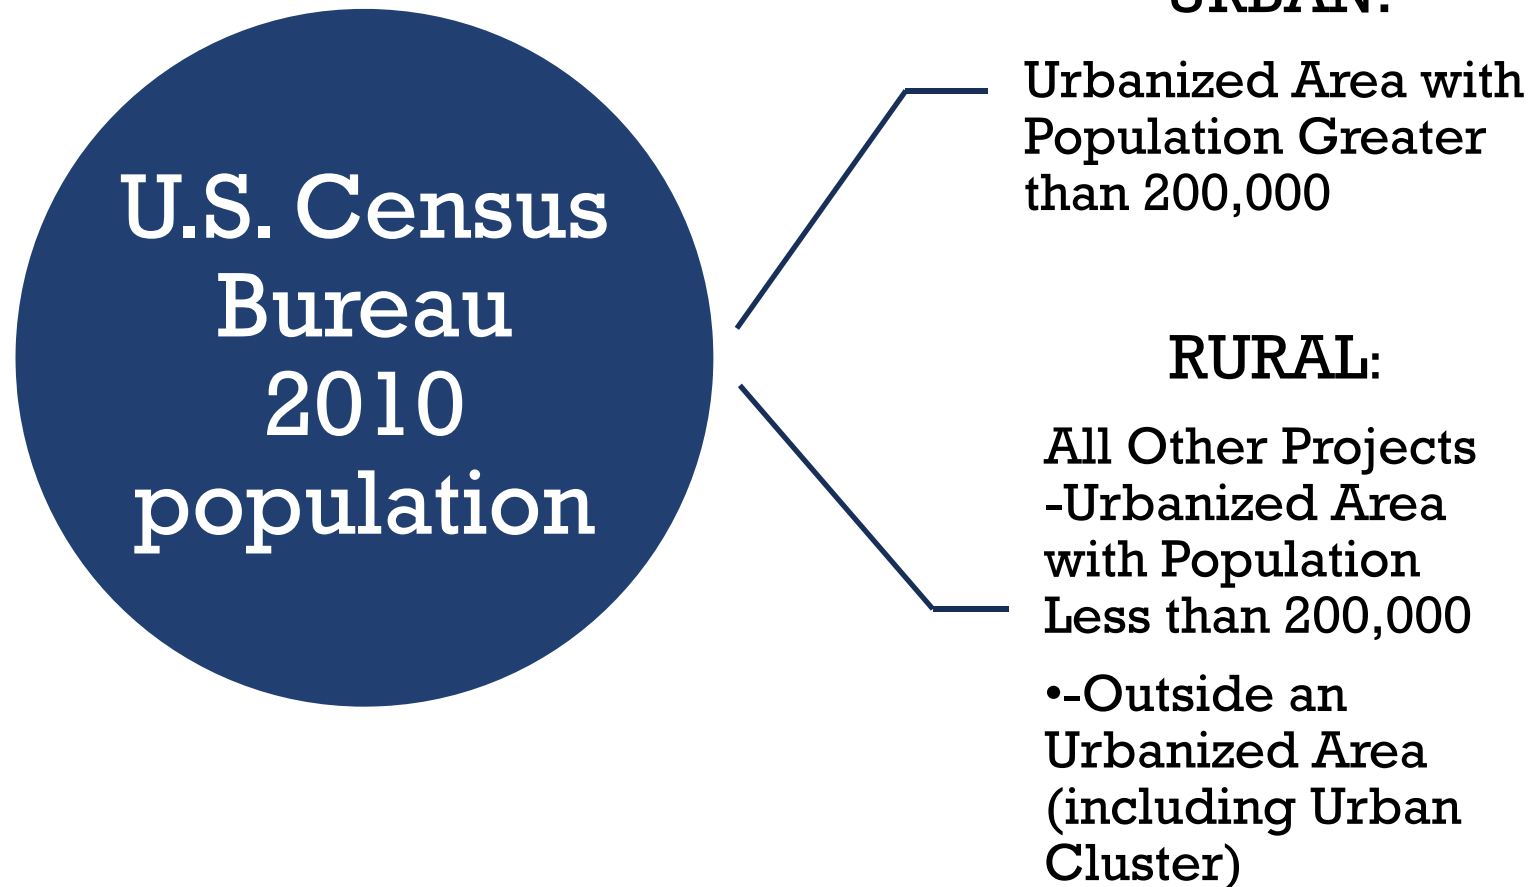 U.S. Census
Bureau
2010
population
URBAN:
Urbanized Area with
Population Greater
than 200,000
RURAL:
All Other Projects
-Urbanized Area
with Population
Less than 200,000
•-Outside an
Urbanized Area
(including Urban
Cluster)